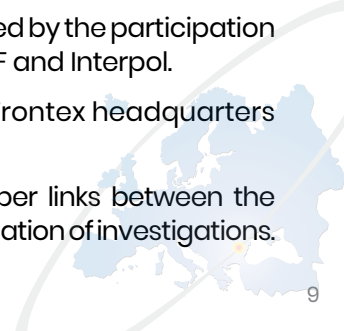 ed by the participation
F and Interpol.
rontex headquarters
per links between the
ation of investigations.
9